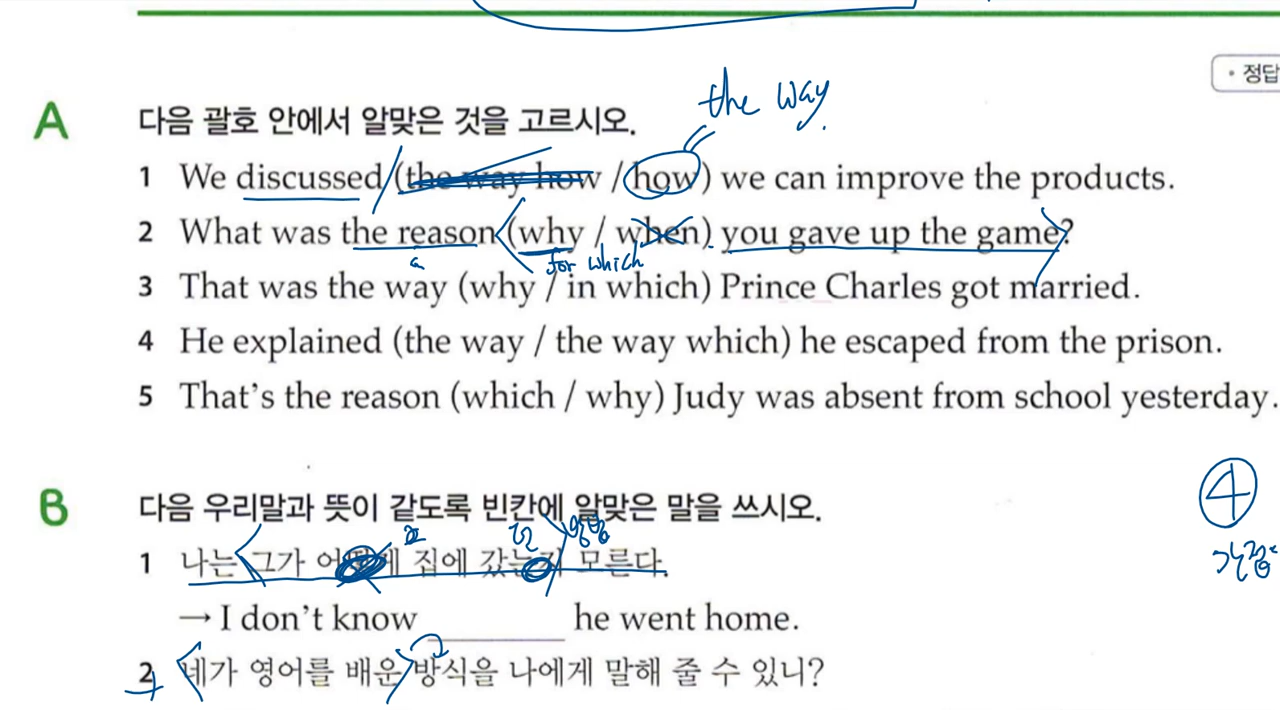 the way
• 정답
A 다음 괄호 안에서 알맞은 것을 고르시오.
1 We discussed (the way how / how) we can improve the products.
2 What was the reason (why / when) you gave up the game?
for which
3 That was the way (why / in which) Prince Charles got married.
4 He explained (the way / the way which) he escaped from the prison.
5 That's the reason (which / why) Judy was absent from school yesterday.
④
B 다음 우리말과 뜻이 같도록 빈칸에 알맞은 말을 쓰시오.
1 나는 그가 어떻게 집에 갔는지 모른다.
→ I don't know ________ he went home.
2 네가 영어를 배운 방식을 나에게 말해 줄 수 있니?